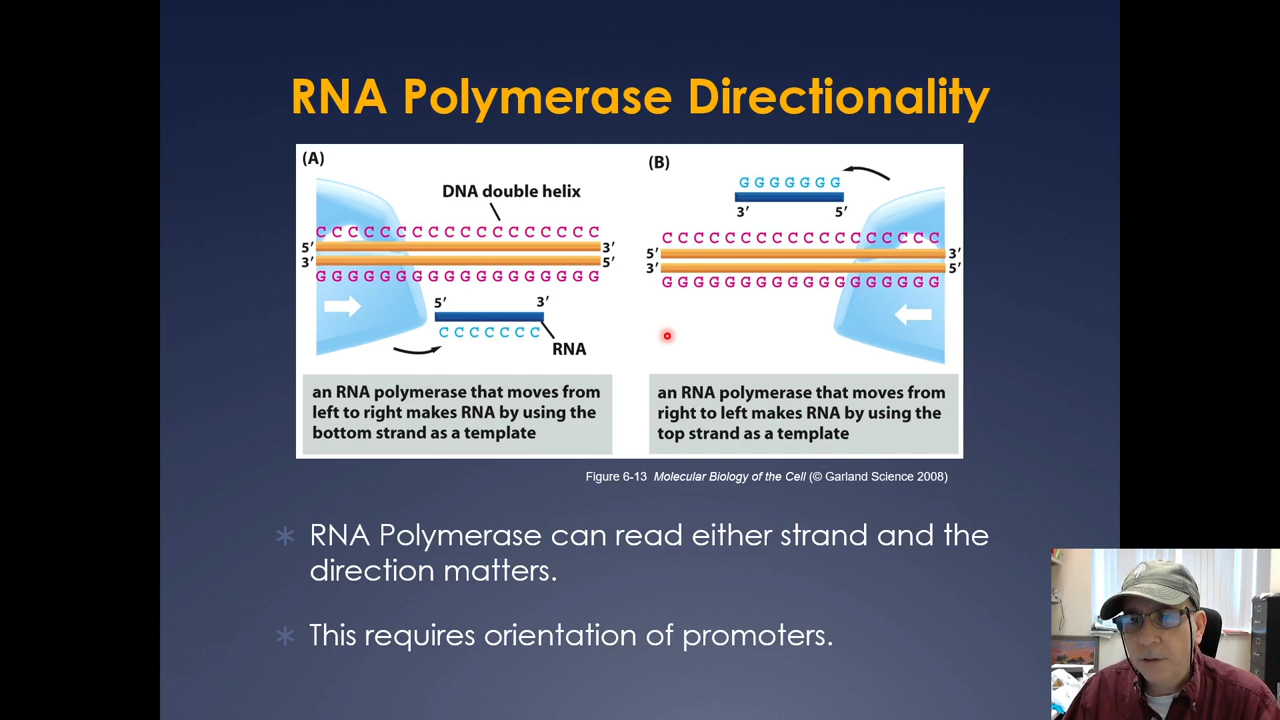 RNA Polymerase Directionality
(A)
DNA double helix
C C C C C C C C C C C C C C C C C C
5′ 3′
3′ 5′
G G G G G G G G G G G G G G G G G G
5′ 3′
C C C C C C C
RNA
an RNA polymerase that moves from
left to right makes RNA by using the
bottom strand as a template
(B)
G G G G G G G
3′ 5′
C C C C C C C C C C C C C C C C C C
5′ 3′
3′ 5′
G G G G G G G G G G G G G G G G G G
an RNA polymerase that moves from
right to left makes RNA by using the
top strand as a template
Figure 6-13 Molecular Biology of the Cell (© Garland Science 2008)
RNA Polymerase can read either strand and the
direction matters.
This requires orientation of promoters.